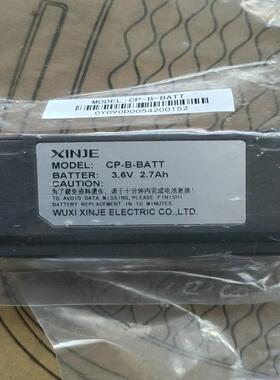 MODEL:CP-B-BATT
0Y090D0054200152
XINJE
MODEL: CP-B-BATT
BATTER: 3.6V 2.7Ah
CAUTION:
为了避免资料遗失，请于十分钟内完成电池更换！
TO AVOID DATA MISSING,PLEASE FINISH
BATTERY REPLACEMENT IN 10 MINUTES.
WUXI XINJE ELECTRIC CO.,LTD.